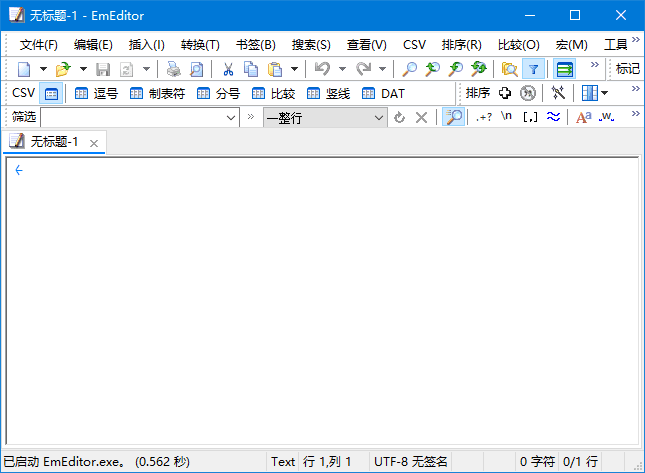 无标题-1 - EmEditor
文件(F) 编辑(E) 插入(I) 转换(T) 书签(B) 搜索(S) 查看(V) CSV 排序(R) 比较(O) 宏(M) 工具 »
» 标记
CSV 逗号 制表符 分号 比较 竖线 DAT 排序 »
筛选 » 一整行 .+? \n [,] Aa .w. »
无标题-1
已启动 EmEditor.exe。 (0.562 秒) Text 行 1,列 1 UTF-8 无签名 0 字符 0/1 行